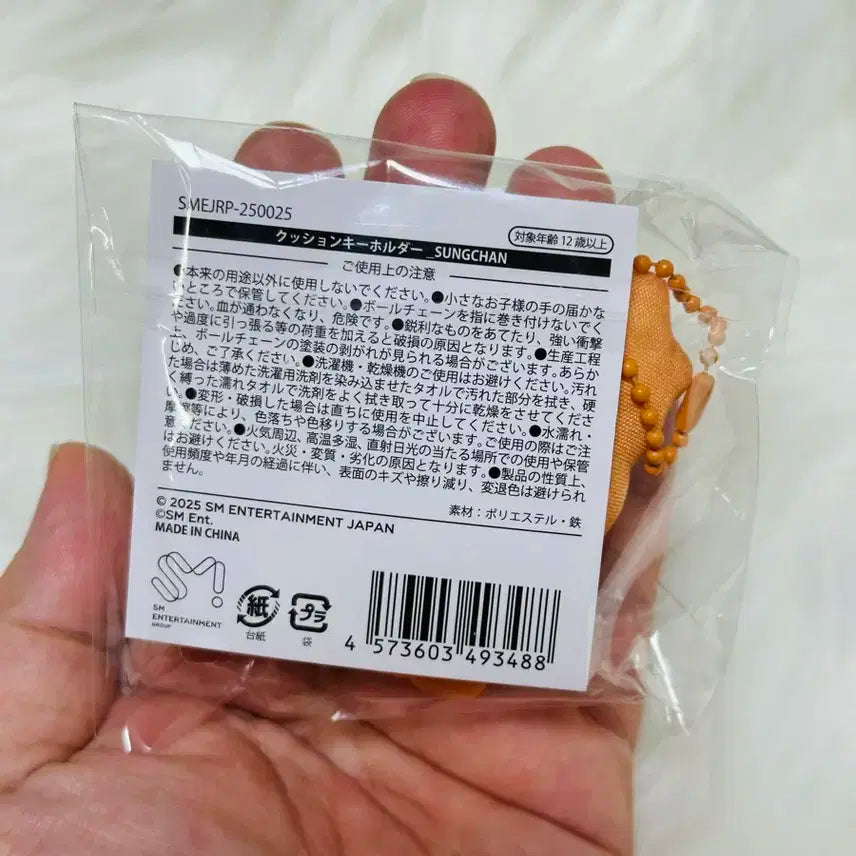 SMEJRP-250025
対象年齢 12 歳以上
クッションキーホルダー_SUNGCHAN
ご使用上の注意
●本来の用途以外に使用しないでください。●小さなお子様の手の届かな
いところで保管してください。●ボールチェーンを指に巻き付けないでく
ださい。血が通わなくなり、危険です。●鋭利なものをあてたり、強い衝撃
や過度に引っ張る等の荷重を加えると破損の原因となります。●生産工程
上、ボールチェーンの塗装の剥がれが見られる場合がございます。あらか
じめ、ご了承ください。●洗濯機・乾燥機のご使用はお避けください。汚れ
た場合は薄めた洗濯用洗剤を染み込ませたタオルで汚れた部分を拭き、硬
く縛った濡れタオルで洗剤をよく拭き取って十分に乾燥をさせてくださ
い。●変形・破損した場合は直ちに使用を中止してください。●水濡れ・
摩擦等により、色落ちや色移りする場合がございます。ご使用の際はご注
意ください。●火気周辺、高温多湿、直射日光の当たる場所での使用や保管
はお避けください。火災・変質・劣化の原因となります。●製品の性質上、
使用頻度や年月の経過に伴い、表面のキズや擦り減り、変退色は避けられ
ません。
素材：ポリエステル・鉄
© 2025 SM ENTERTAINMENT JAPAN
©SM Ent.
MADE IN CHINA
SM
ENTERTAINMENT
GROUP
紙
台紙
プラ
袋
4 573603 493488